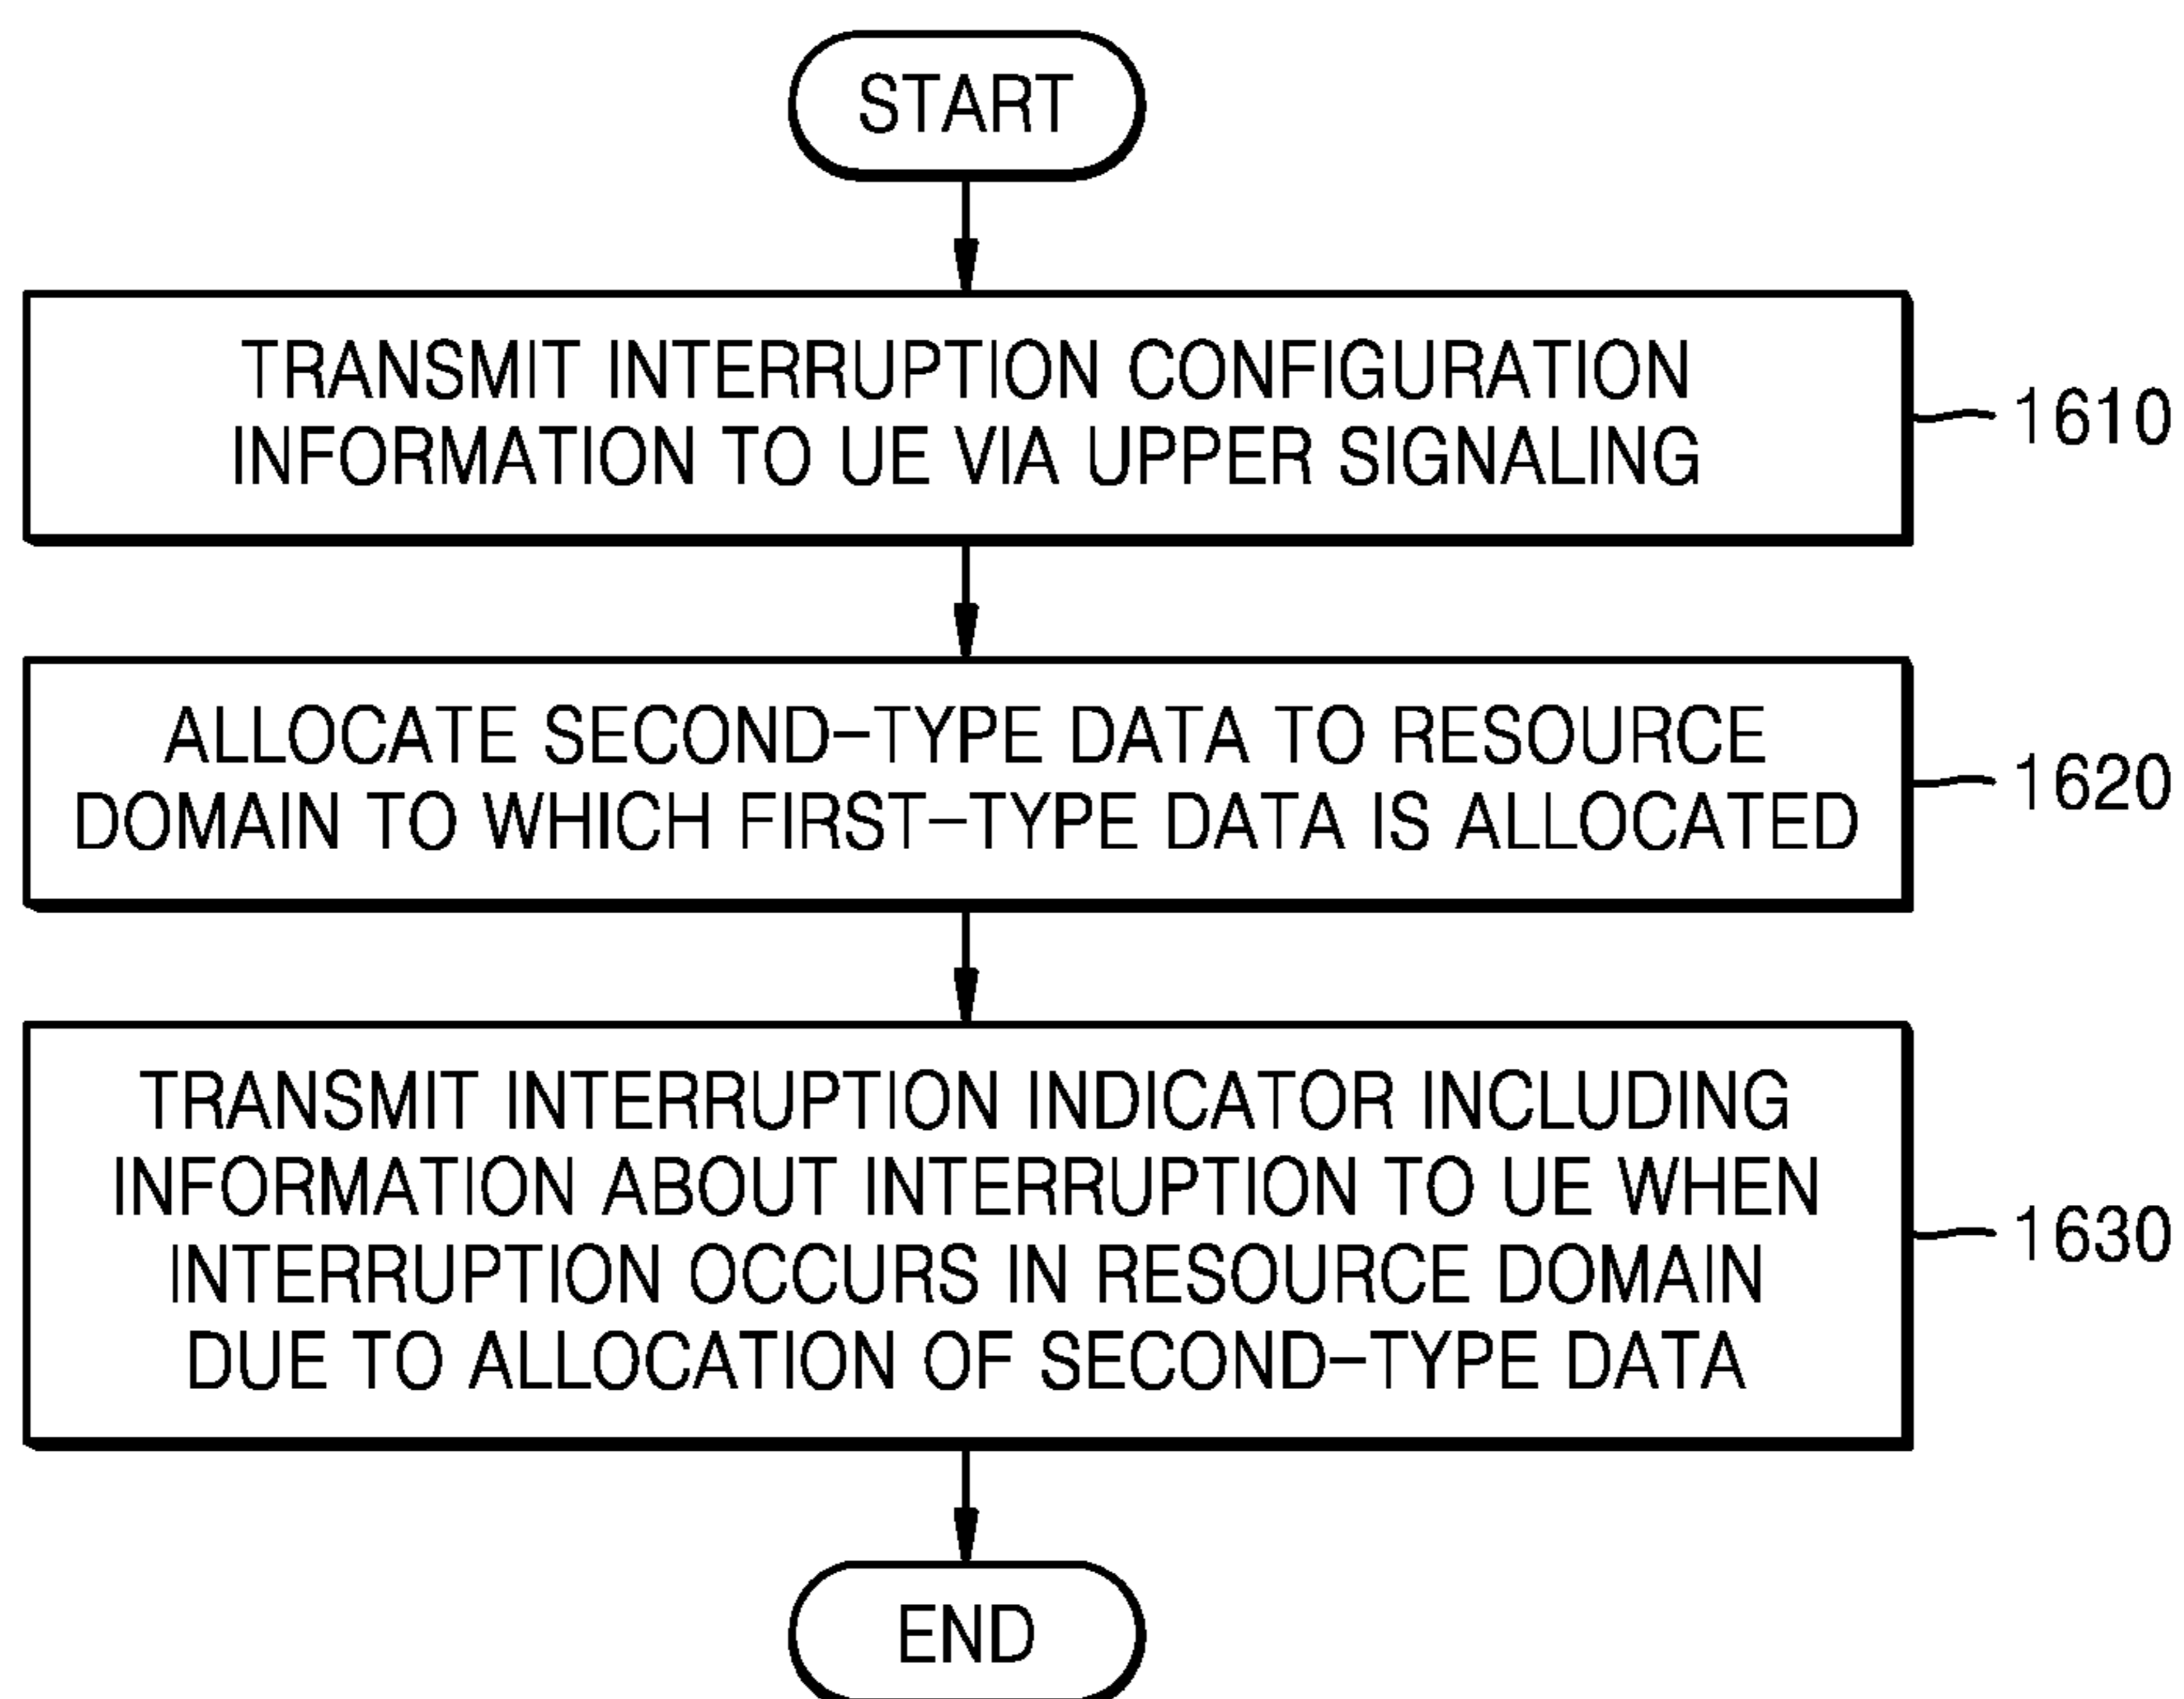 START
TRANSMIT INTERRUPTION CONFIGURATION
INFORMATION TO UE VIA UPPER SIGNALING
1610
ALLOCATE SECOND-TYPE DATA TO RESOURCE
DOMAIN TO WHICH FIRST-TYPE DATA IS ALLOCATED
1620
TRANSMIT INTERRUPTION INDICATOR INCLUDING
INFORMATION ABOUT INTERRUPTION TO UE WHEN
INTERRUPTION OCCURS IN RESOURCE DOMAIN
DUE TO ALLOCATION OF SECOND-TYPE DATA
1630
END